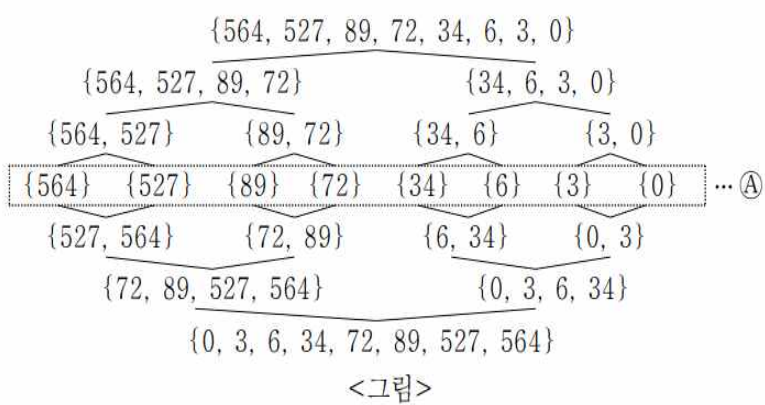 {564, 527, 89, 72, 34, 6, 3, 0}
{564, 527, 89, 72} {34, 6, 3, 0}
{564, 527} {89, 72} {34, 6} {3, 0}
{564} {527} {89} {72} {34} {6} {3} {0} … Ⓐ
{527, 564} {72, 89} {6, 34} {0, 3}
{72, 89, 527, 564} {0, 3, 6, 34}
{0, 3, 6, 34, 72, 89, 527, 564}
<그림>